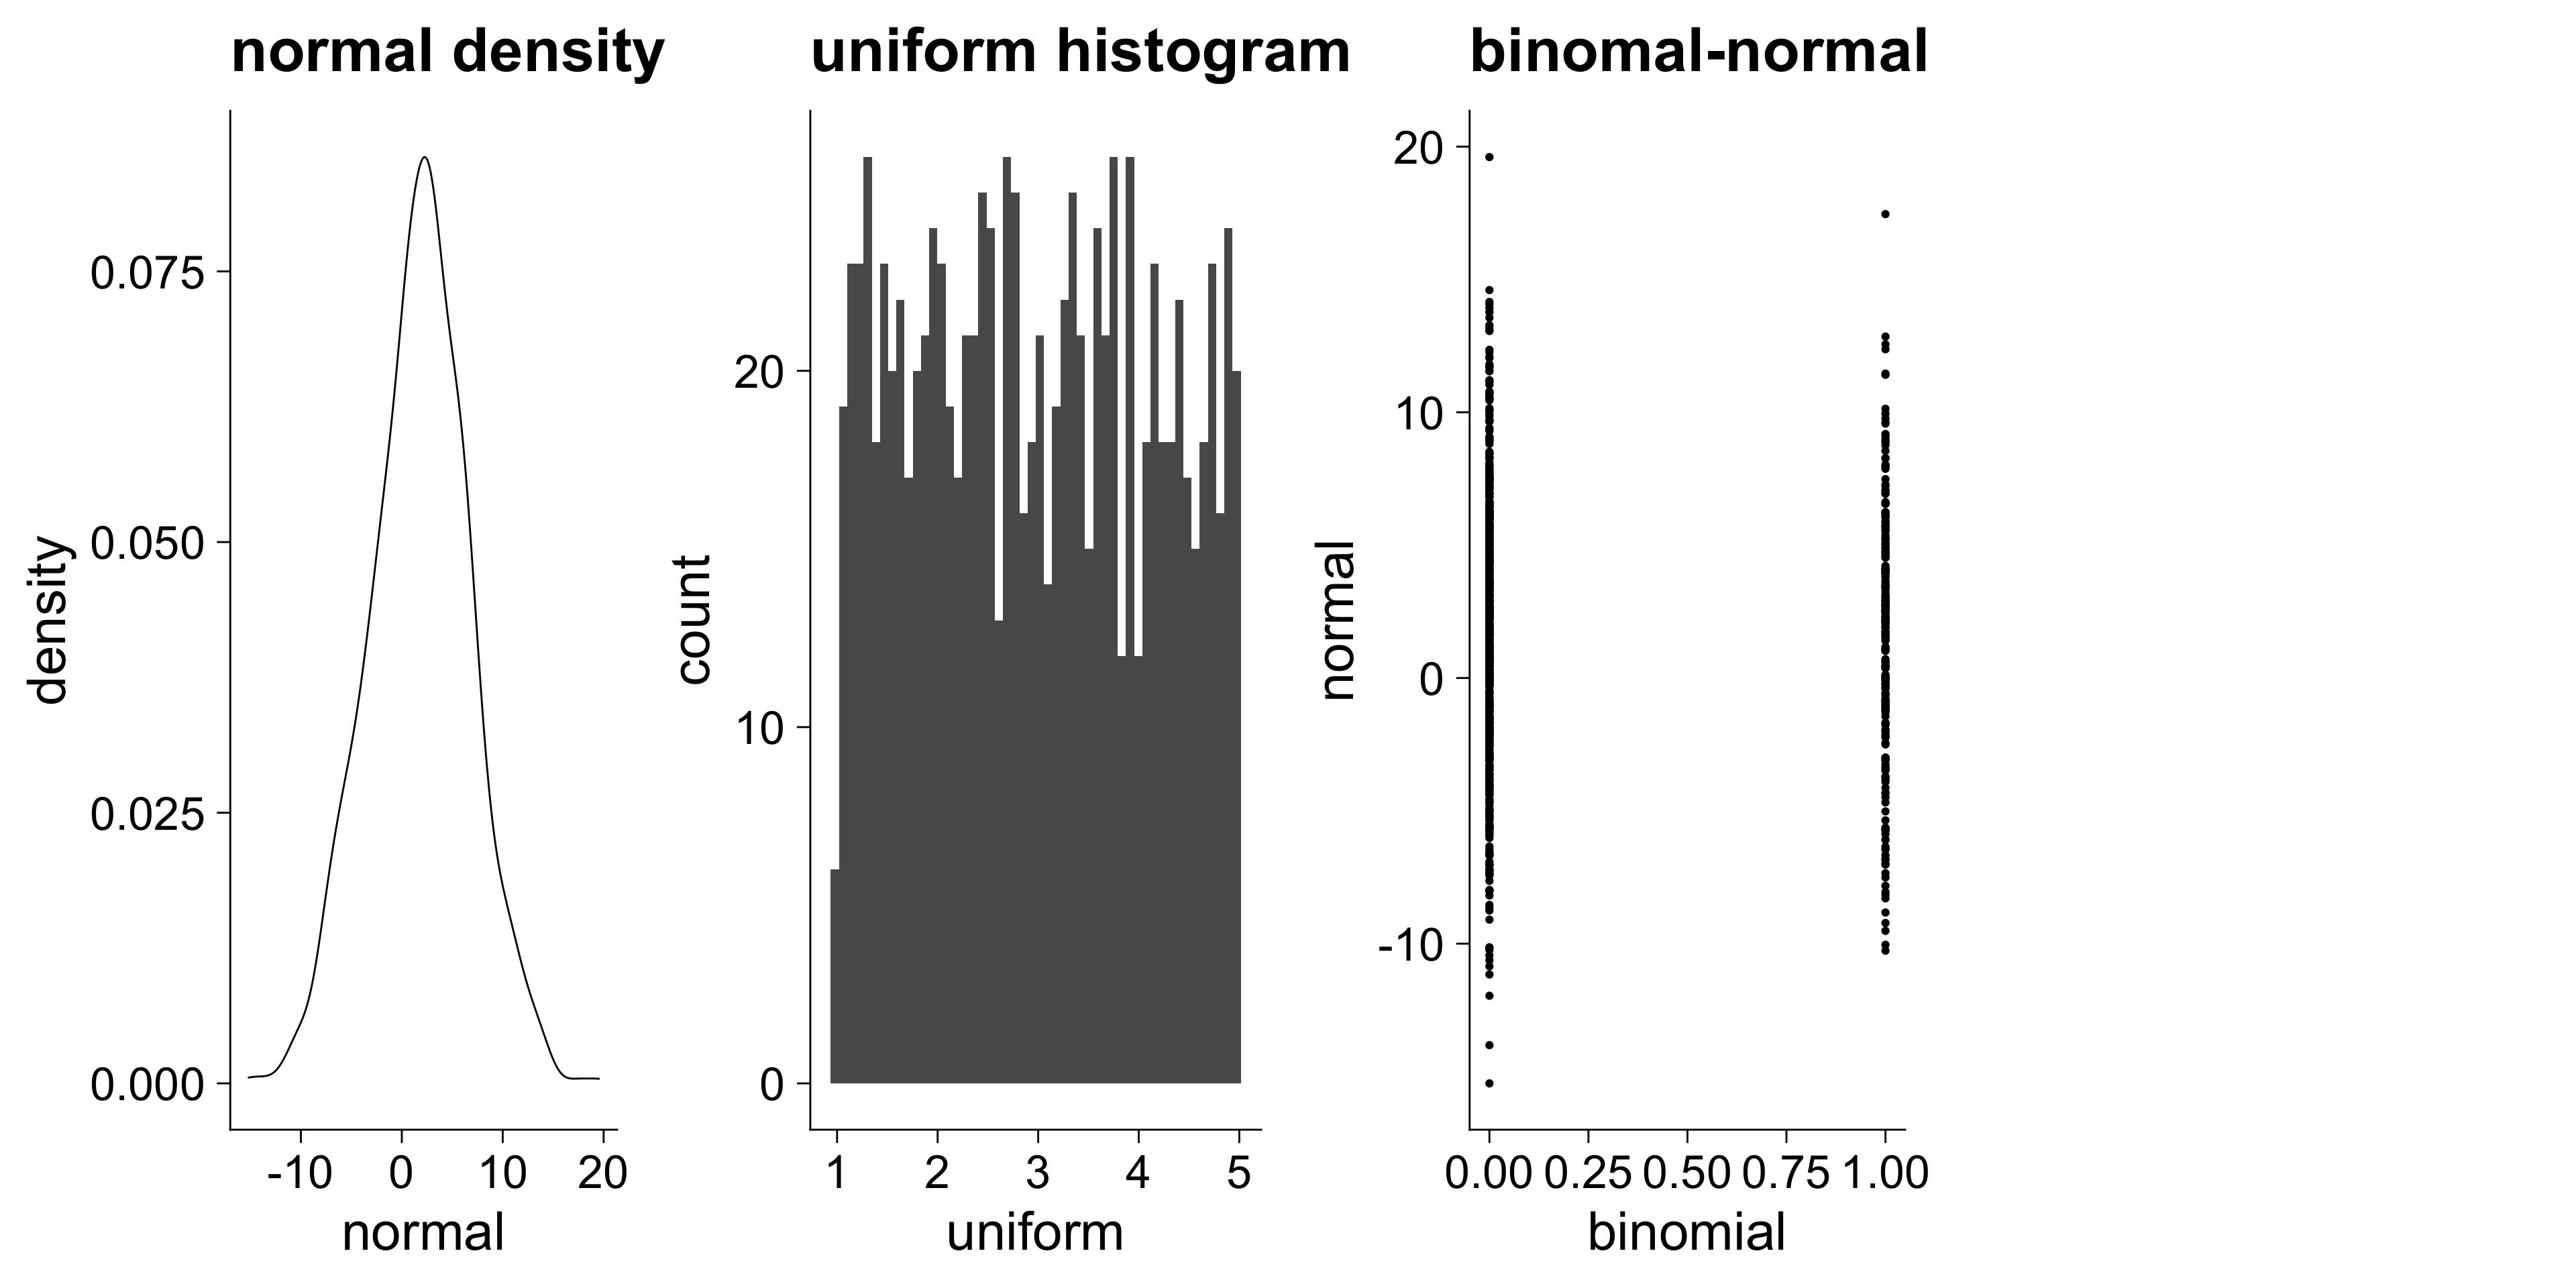 normal density
density
0.075
0.050
0.025
0.000
-10 0 10 20
normal
uniform histogram
count
20
10
0
1 2 3 4 5
uniform
binomal-normal
normal
20
10
0
-10
0.00 0.25 0.50 0.75 1.00
binomial